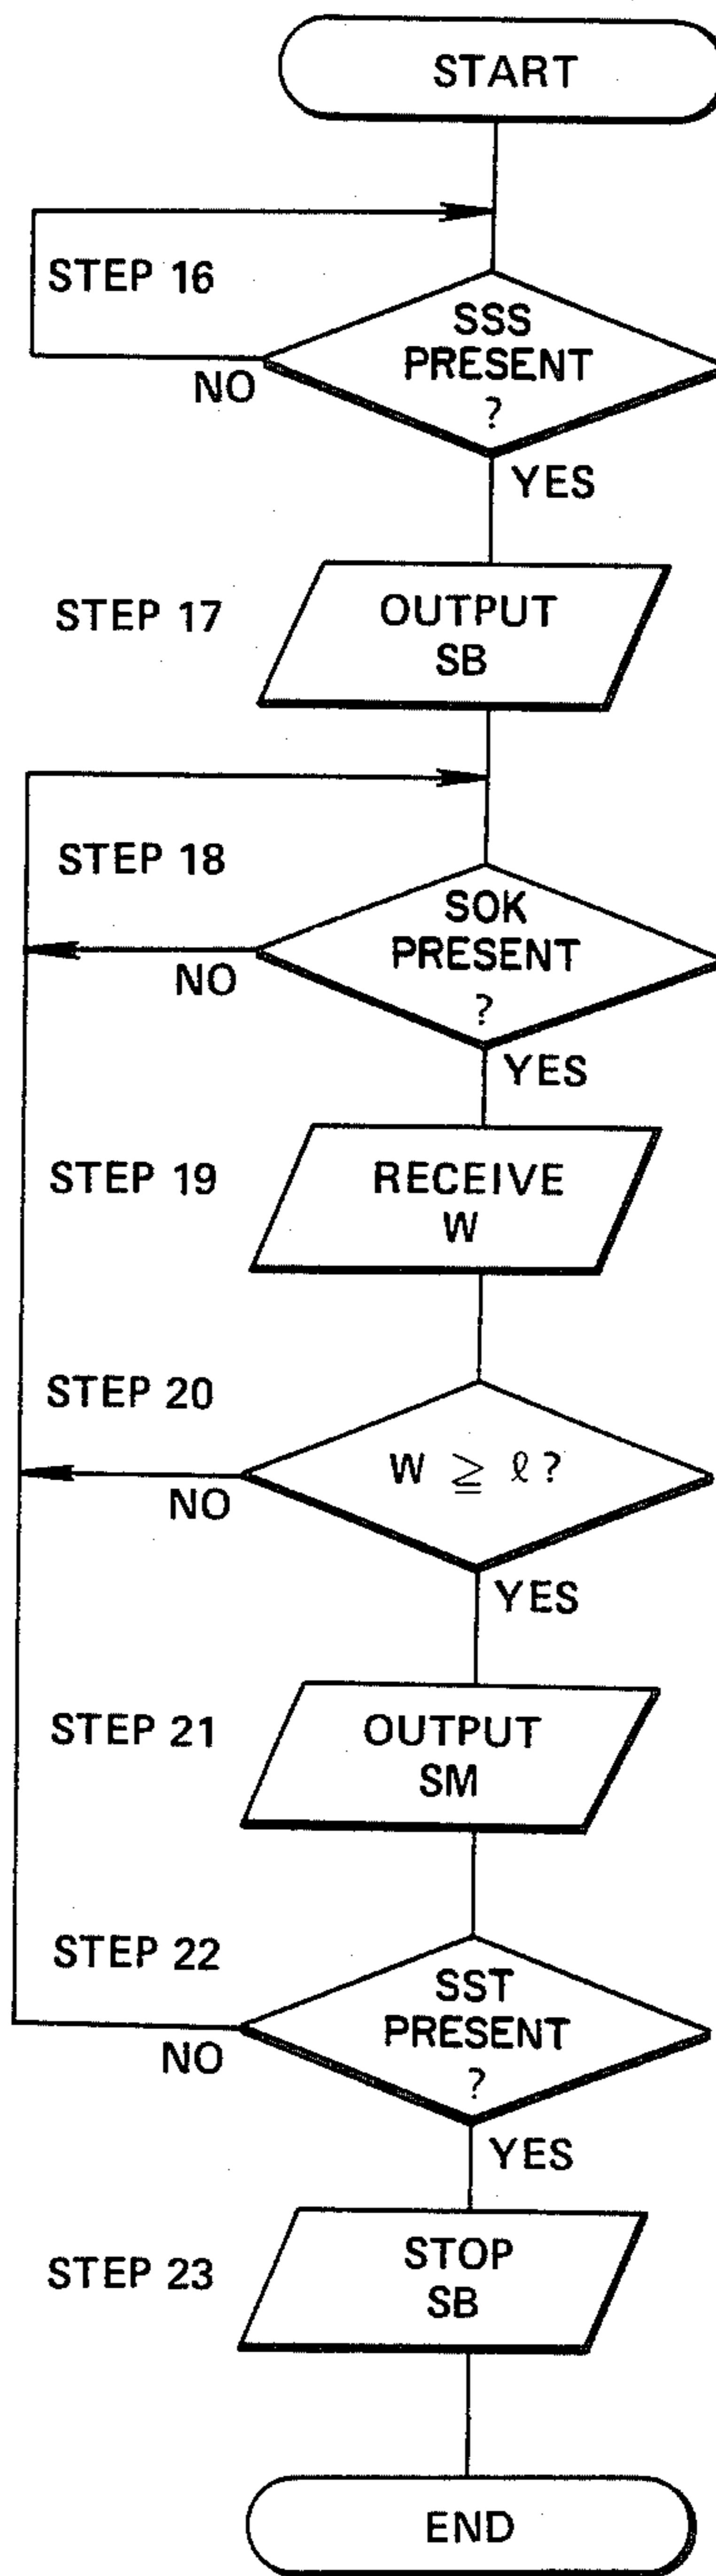 START
STEP 16
SSS
PRESENT
?
NO
YES
STEP 17
OUTPUT
SB
STEP 18
SOK
PRESENT
?
NO
YES
STEP 19
RECEIVE
W
STEP 20
W ≧ ℓ ?
NO
YES
STEP 21
OUTPUT
SM
STEP 22
SST
PRESENT
?
NO
YES
STEP 23
STOP
SB
END